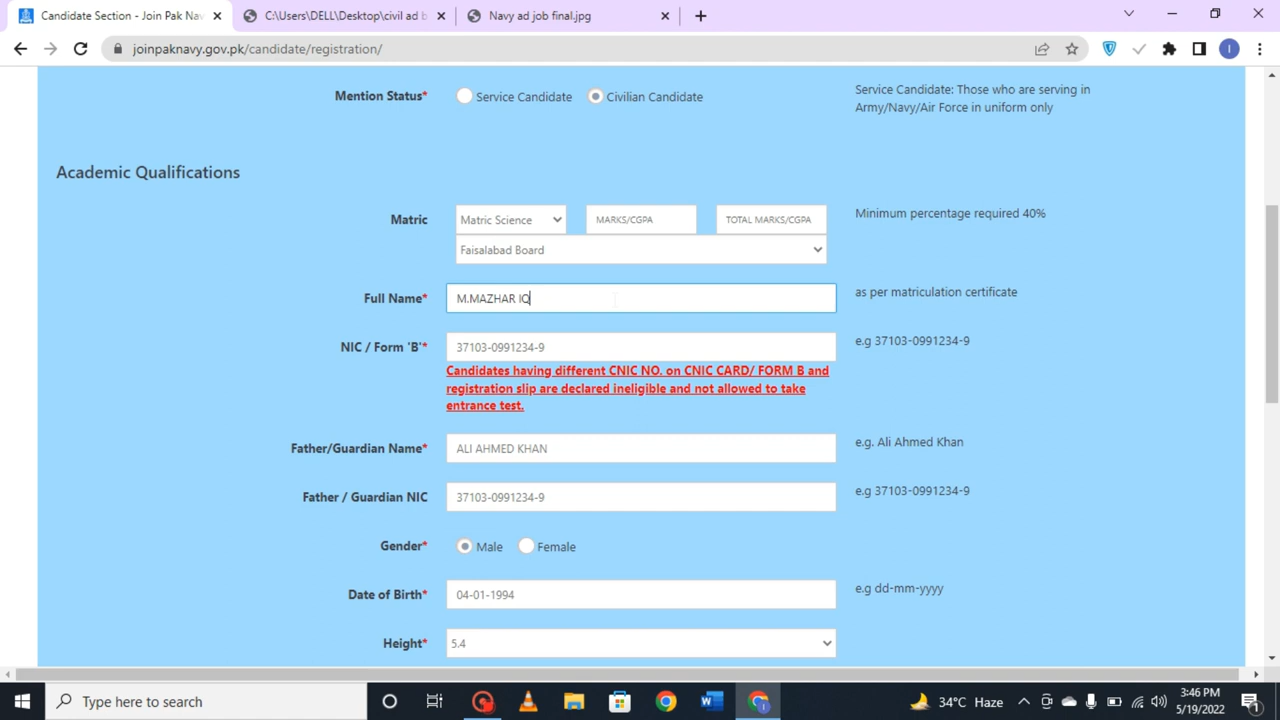 Candidate Section - Join Pak Nav
C:\Users\DELL\Desktop\civil ad b
Navy ad job final.jpg
joinpaknavy.gov.pk/candidate/registration/
I
Mention Status*
Service Candidate
Civilian Candidate
Service Candidate: Those who are serving in
Army/Navy/Air Force in uniform only
Academic Qualifications
Matric
Matric Science
MARKS/CGPA
TOTAL MARKS/CGPA
Minimum percentage required 40%
Faisalabad Board
Full Name*
M.MAZHAR IQ
as per matriculation certificate
NIC / Form 'B'*
37103-0991234-9
e.g 37103-0991234-9
Candidates having different CNIC NO. on CNIC CARD/ FORM B and
registration slip are declared ineligible and not allowed to take
entrance test.
Father/Guardian Name*
ALI AHMED KHAN
e.g. Ali Ahmed Khan
Father / Guardian NIC
37103-0991234-9
e.g 37103-0991234-9
Gender*
Male
Female
Date of Birth*
04-01-1994
e.g dd-mm-yyyy
Height*
5.4
Type here to search
34°C Haze
3:46 PM
5/19/2022
1